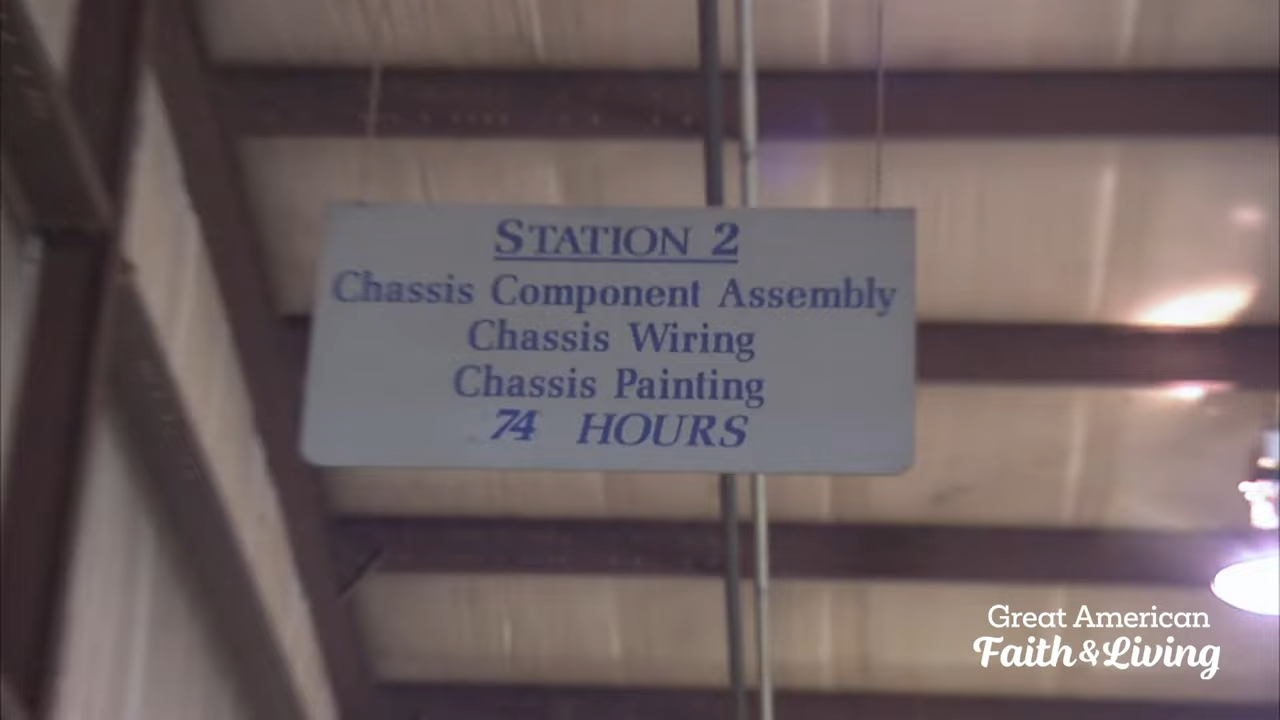 STATION 2
Chassis Component Assembly
Chassis Wiring
Chassis Painting
74 HOURS
Great American
Faith & Living